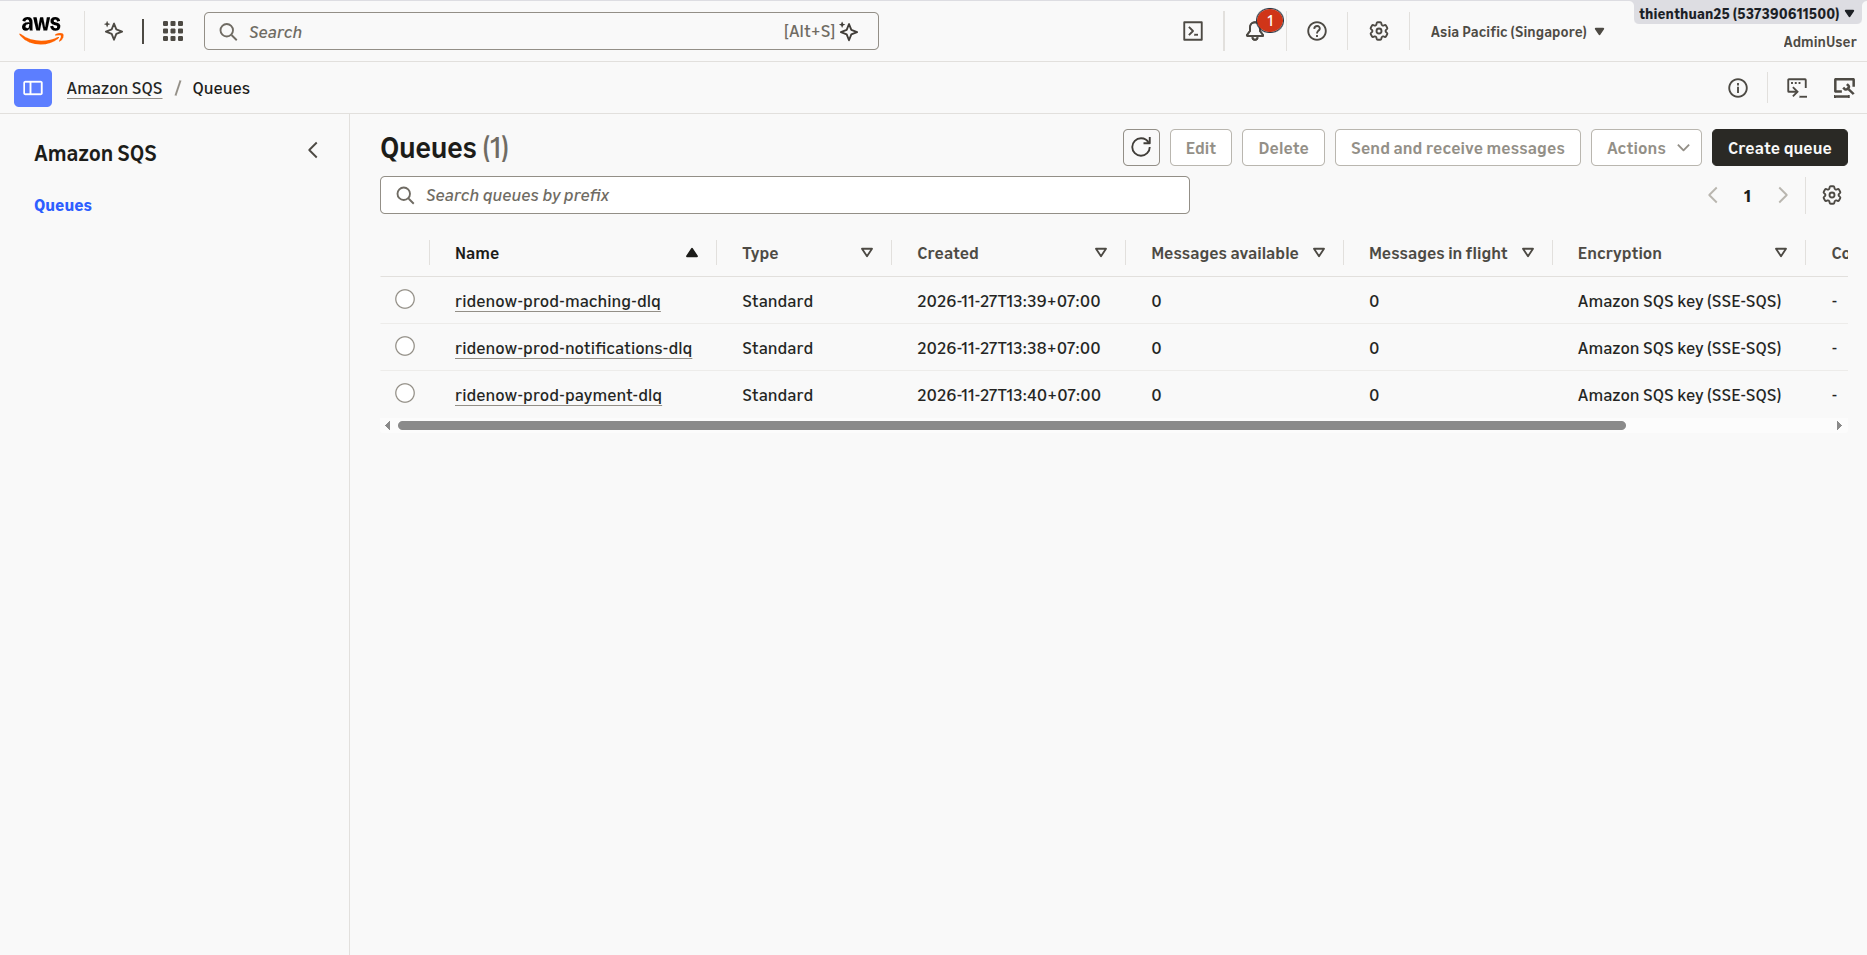 aws
Search [Alt+S]
1
Asia Pacific (Singapore)
thienthuan25 (537390611500)
AdminUser
Amazon SQS / Queues
Amazon SQS
Queues
Queues (1)
Edit
Delete
Send and receive messages
Actions
Create queue
Search queues by prefix
1
Name Type Created Messages available Messages in flight Encryption Co
ridenow-prod-maching-dlq Standard 2026-11-27T13:39+07:00 0 0 Amazon SQS key (SSE-SQS) -
ridenow-prod-notifications-dlq Standard 2026-11-27T13:38+07:00 0 0 Amazon SQS key (SSE-SQS) -
ridenow-prod-payment-dlq Standard 2026-11-27T13:40+07:00 0 0 Amazon SQS key (SSE-SQS) -